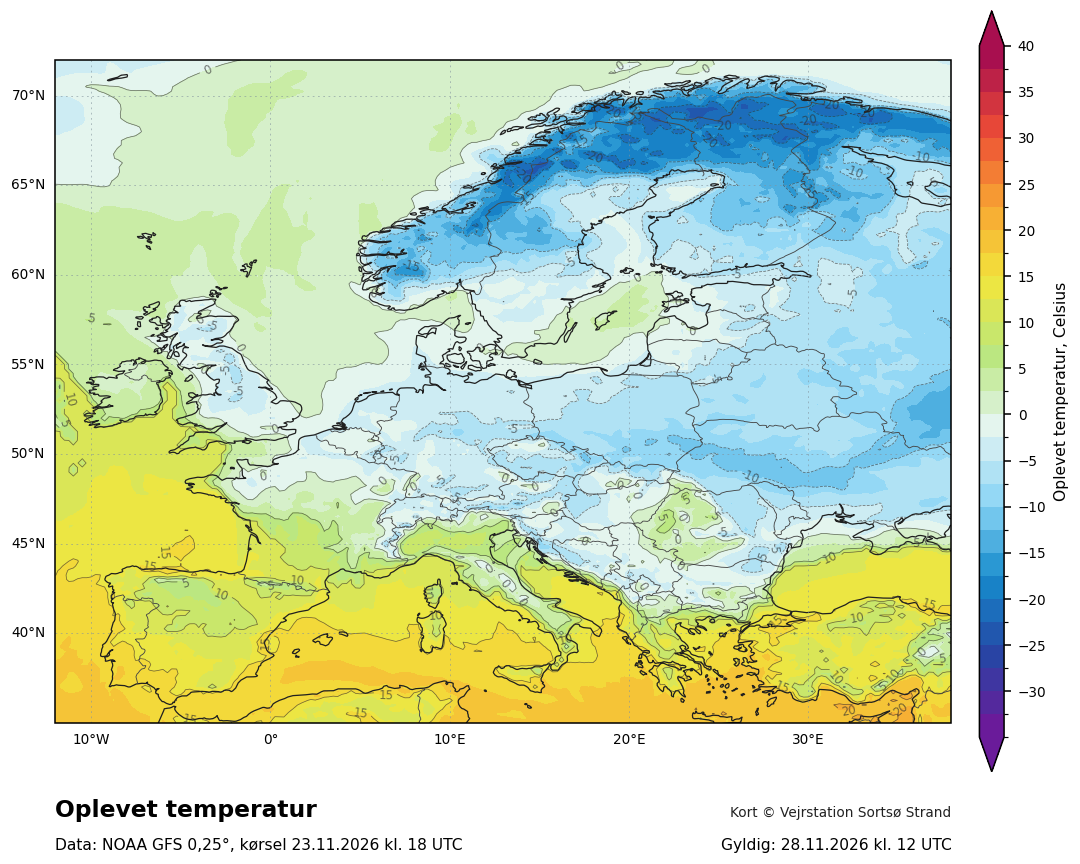 40
35
30
25
20
15
10
5
0
−5
−10
−15
−20
−25
−30
Oplevet temperatur, Celsius
70°N
65°N
60°N
55°N
50°N
45°N
40°N
10°W
0°
10°E
20°E
30°E
Oplevet temperatur
Kort © Vejrstation Sortsø Strand
Data: NOAA GFS 0,25°, kørsel 23.11.2026 kl. 18 UTC
Gyldig: 28.11.2026 kl. 12 UTC